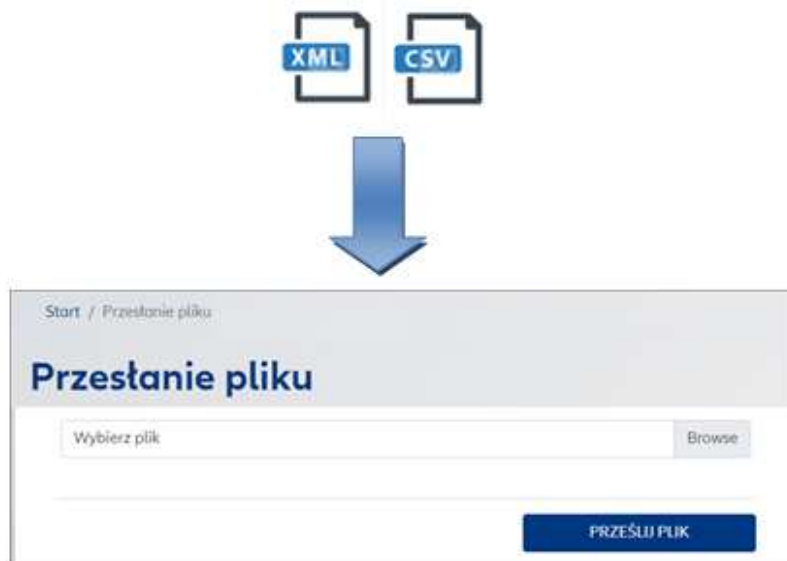 XML CSV
Start / Przesłanie pliku
Przesłanie pliku
Wybierz plik Browse
PRZEŚLIJ PLIK